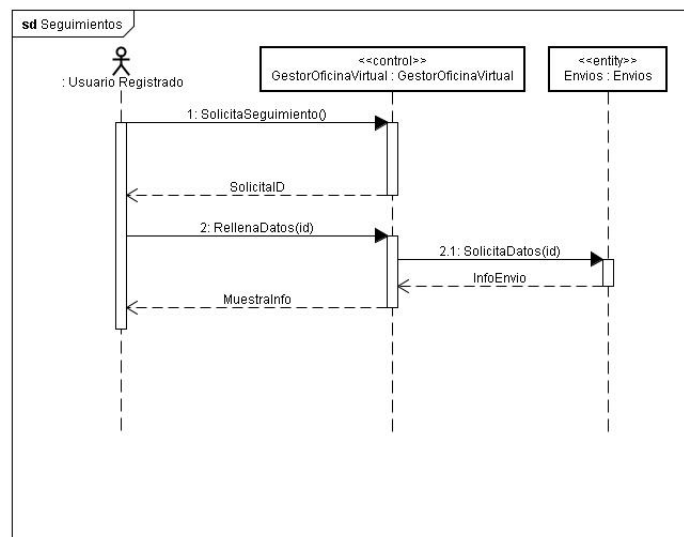 sd Seguimientos
: Usuario Registrado
<<control>>
GestorOficinaVirtual : GestorOficinaVirtual
<<entity>>
Envios : Envios
1: SolicitaSeguimiento()
SolicitaID
2: RellenaDatos(id)
2.1: SolicitaDatos(id)
InfoEnvio
MuestraInfo